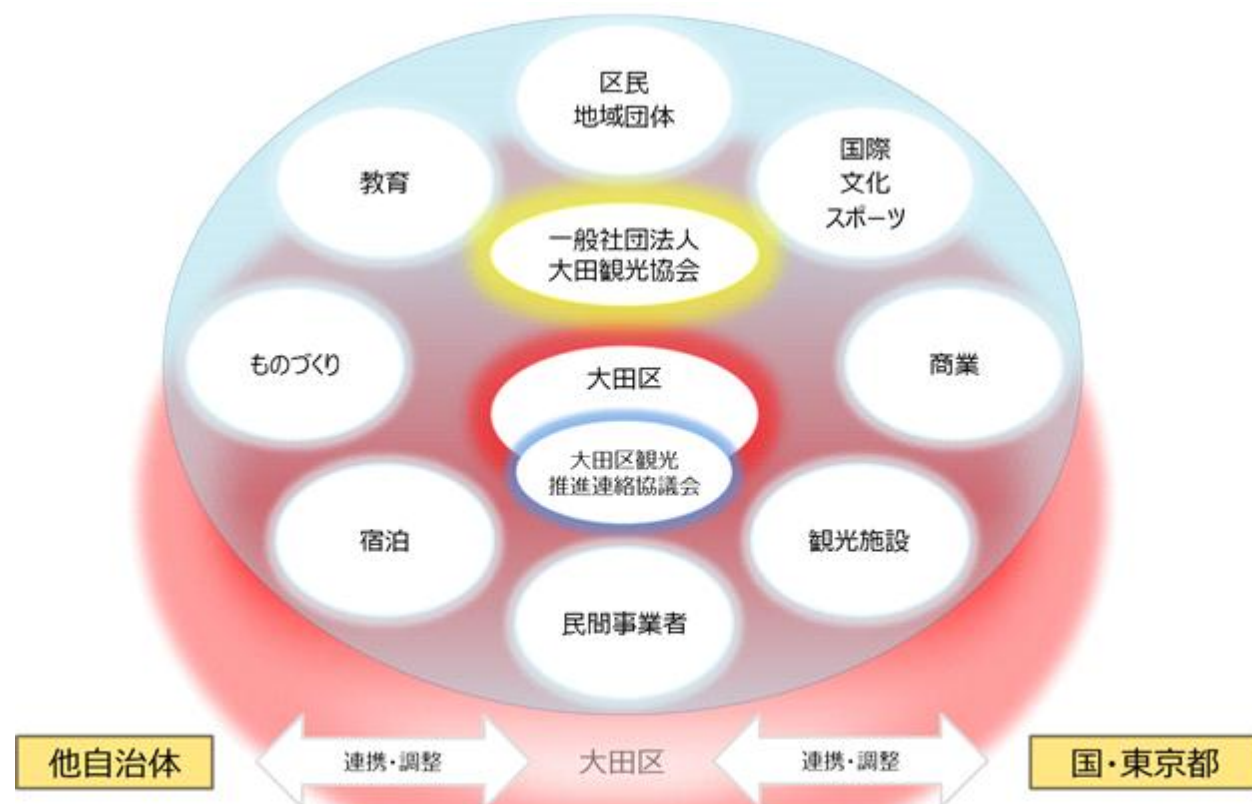 区民
地域団体
教育
国際
文化
スポーツ
一般社団法人
大田観光協会
ものづくり
大田区
商業
大田区観光
推進連絡協議会
宿泊
観光施設
民間事業者
他自治体
連携・調整
大田区
連携・調整
国・東京都